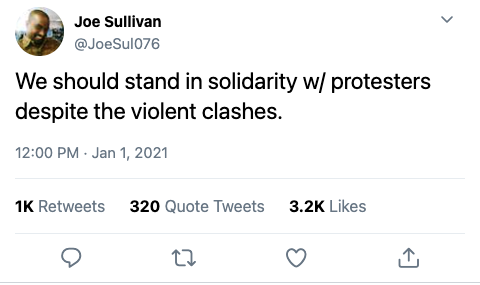 Joe Sullivan
@JoeSul076
We should stand in solidarity w/ protesters
despite the violent clashes.
12:00 PM · Jan 1, 2021
1K Retweets 320 Quote Tweets 3.2K Likes